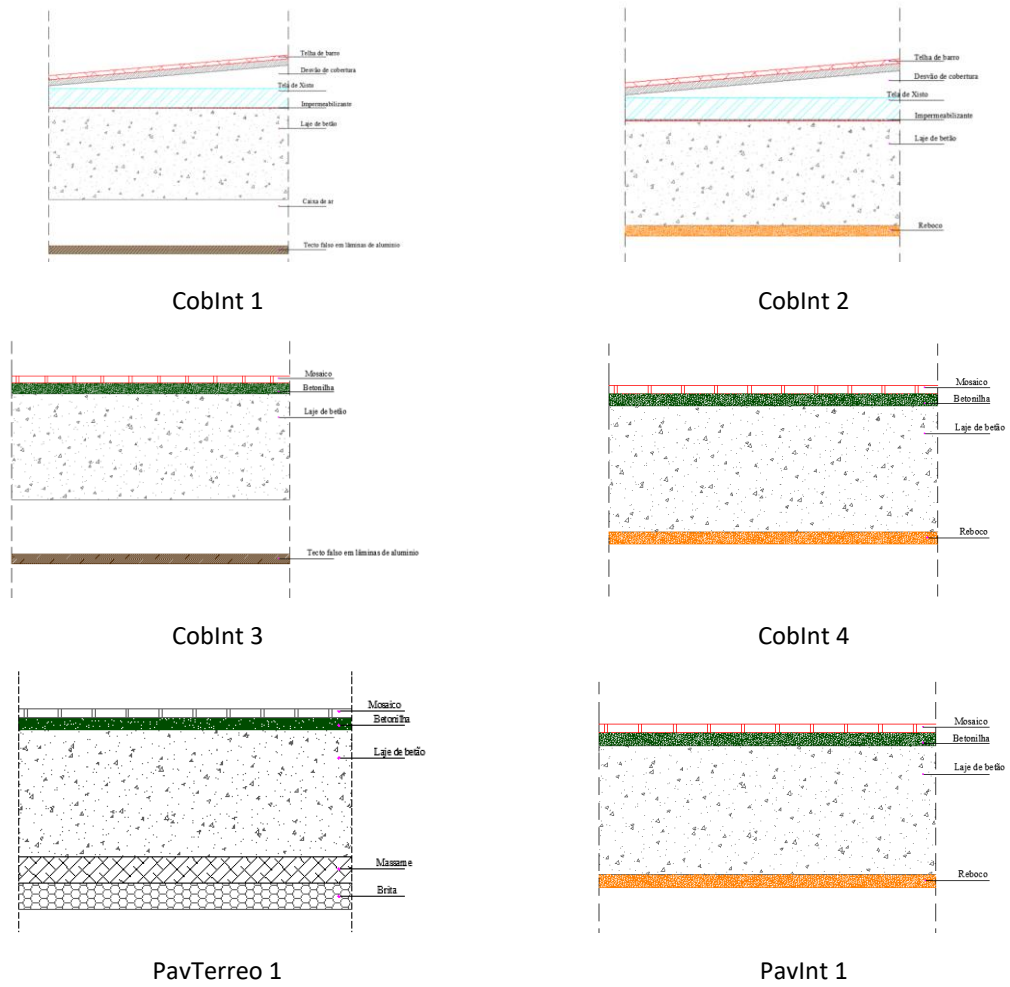 Telha de barro
Desvão de cobertura
Tela de Xisto
Impermeabilizante
Laje de betão
Caixa de ar
Tecto falso em lâminas de aluminio
CobInt 1
Telha de barro
Desvão de cobertura
Tela de Xisto
Impermeabilizante
Laje de betão
Reboco
CobInt 2
Mosaico
Betonilha
Laje de betão
Tecto falso em lâminas de aluminio
CobInt 3
Mosaico
Betonilha
Laje de betão
Reboco
CobInt 4
Mosaico
Betonilha
Laje de betão
Massame
Brita
PavTerreo 1
Mosaico
Betonilha
Laje de betão
Reboco
PavInt 1